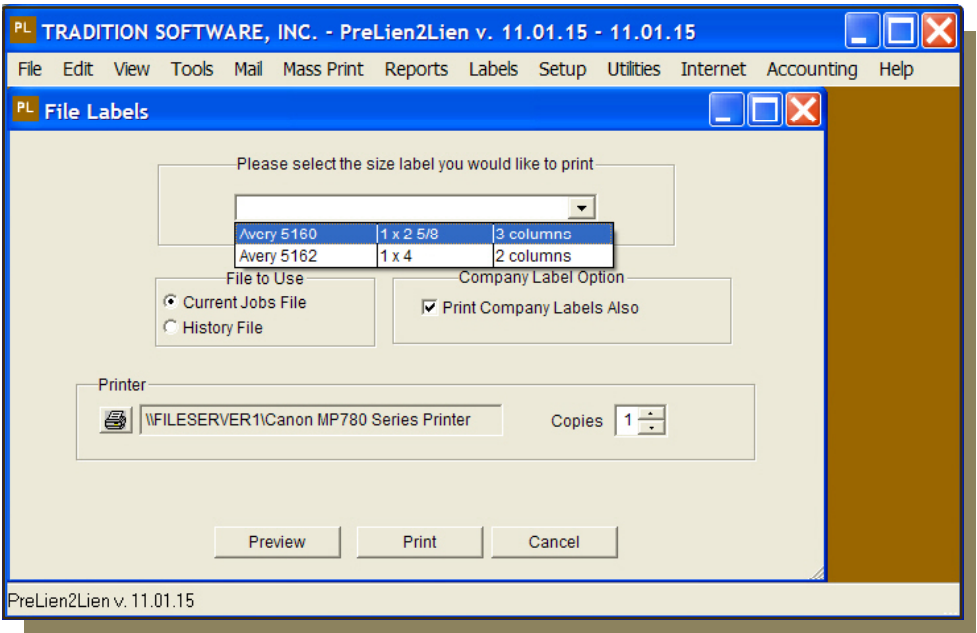 PL TRADITION SOFTWARE, INC. - PreLien2Lien v. 11.01.15 - 11.01.15
File Edit View Tools Mail Mass Print Reports Labels Setup Utilities Internet Accounting Help
PL File Labels
Please select the size label you would like to print
Avery 5160 1 x 2 5/8 3 columns
Avery 5162 1 x 4 2 columns
File to Use
Current Jobs File
History File
Company Label Option
Print Company Labels Also
Printer
\\FILESERVER1\Canon MP780 Series Printer
Copies 1
Preview Print Cancel
PreLien2Lien v. 11.01.15